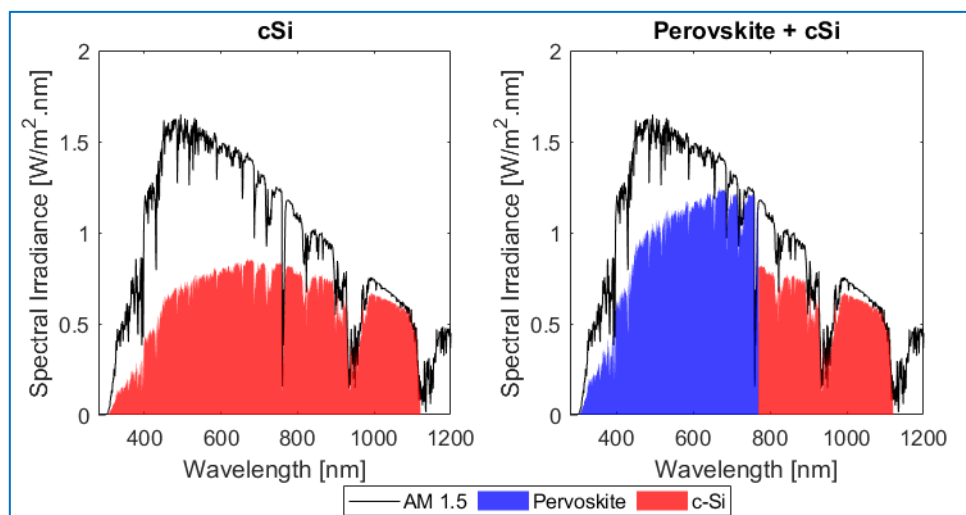 cSi
Perovskite + cSi
2
1.5
1
0.5
0
Spectral Irradiance [W/m².nm]
400 600 800 1000 1200
Wavelength [nm]
2
1.5
1
0.5
0
Spectral Irradiance [W/m².nm]
400 600 800 1000 1200
Wavelength [nm]
AM 1.5 Pervoskite c-Si